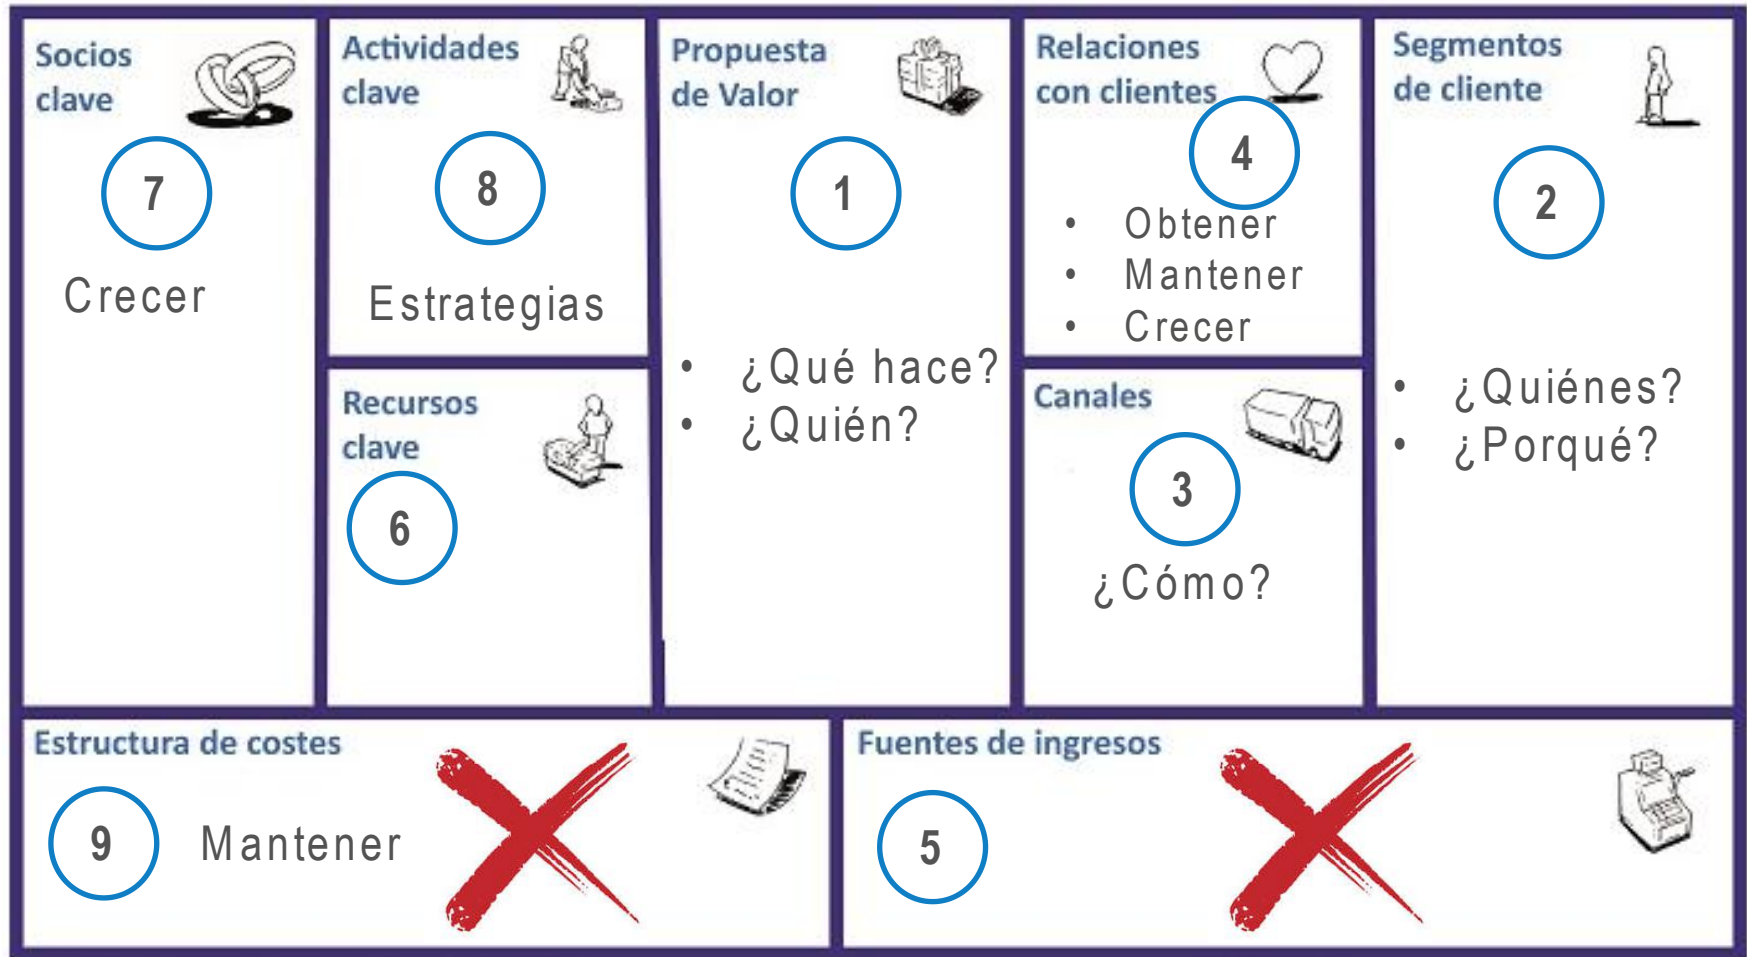 Socios
clave
7
Crecer
Actividades
clave
8
Estrategias
Recursos
clave
6
Propuesta
de Valor
1
• ¿Qué hace?
• ¿Quién?
Relaciones
con clientes
4
• Obtener
• Mantener
• Crecer
Canales
3
¿Cómo?
Segmentos
de cliente
2
• ¿Quiénes?
• ¿Porqué?
Estructura de costes
9 Mantener
Fuentes de ingresos
5